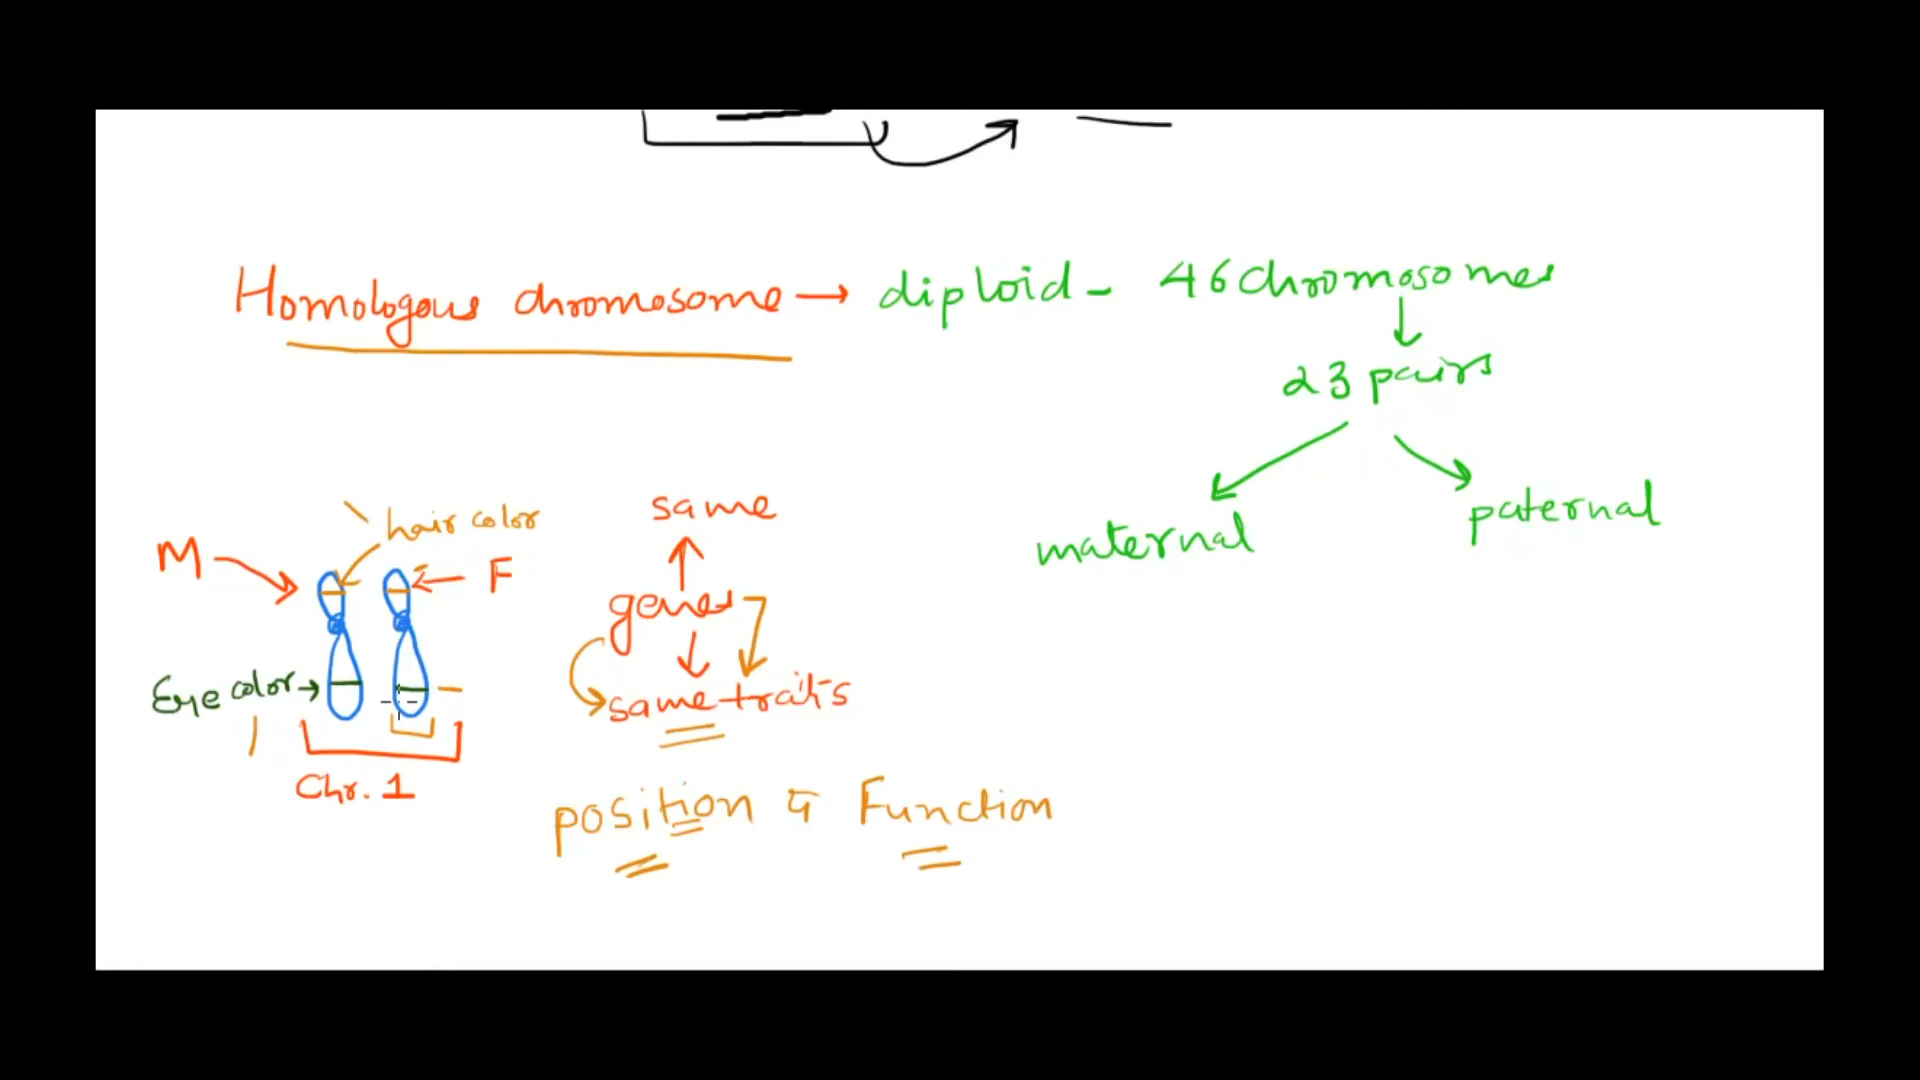 Homologous chromosome → diploid - 46 chromosomes
23 pairs
maternal
paternal
hair color
M
F
Eye color →
Chr. 1
same
genes
same traits
position & Function